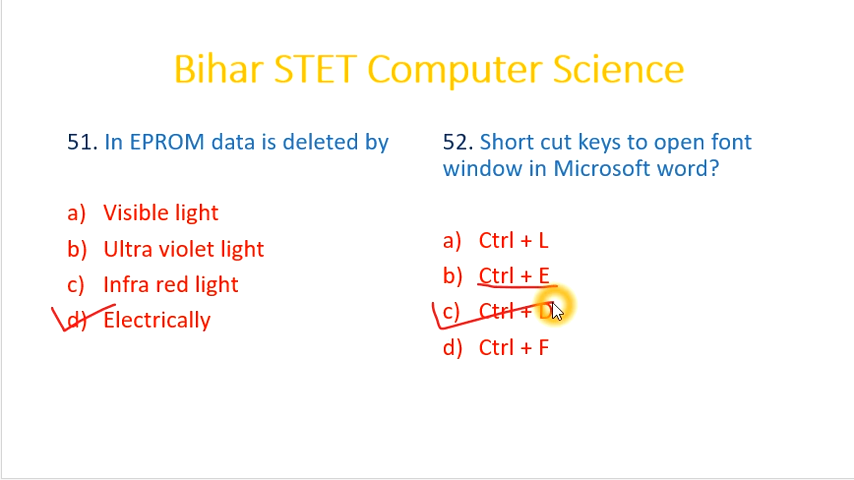 Bihar STET Computer Science
51. In EPROM data is deleted by
a) Visible light
b) Ultra violet light
c) Infra red light
d) Electrically
52. Short cut keys to open font
window in Microsoft word?
a) Ctrl + L
b) Ctrl + E
c) Ctrl + D
d) Ctrl + F